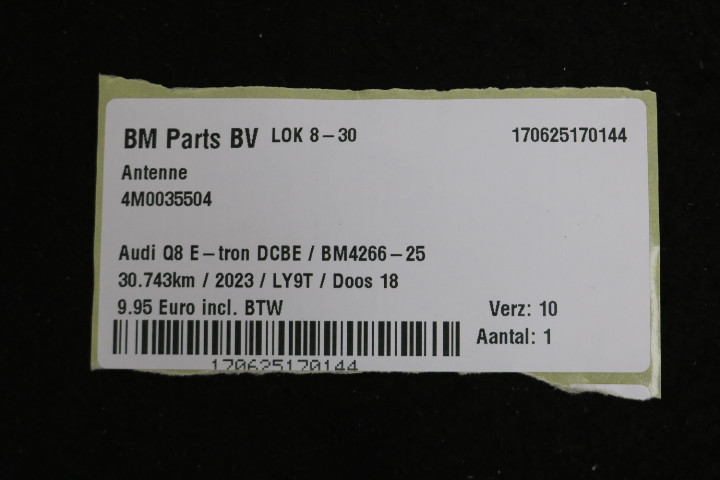 BM Parts BV LOK 8-30 170625170144
Antenne
4M0035504
Audi Q8 E-tron DCBE / BM4266-25
30.743km / 2023 / LY9T / Doos 18
9.95 Euro incl. BTW Verz: 10
Aantal: 1
170625170144